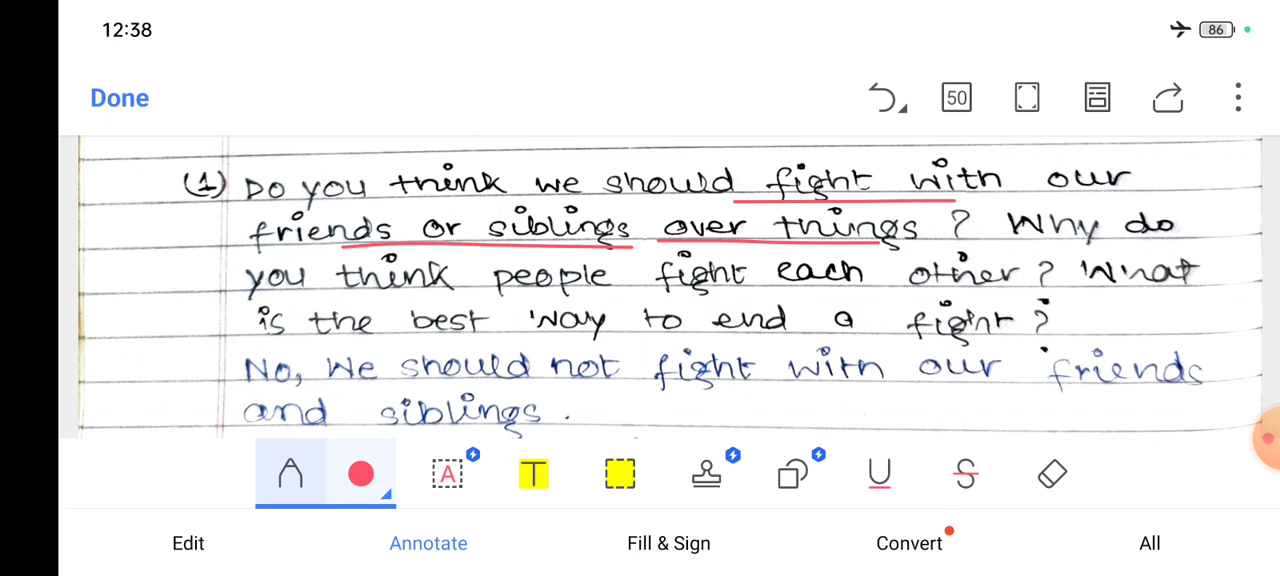 12:38
86
Done
50
(1) Do you think we should fight with our
friends or siblings over things? Why do
you think people fight each other? What
is the best way to end a fight?
No, We should not fight with our friends
and siblings.
A
T
U
S
Edit
Annotate
Fill & Sign
Convert
All